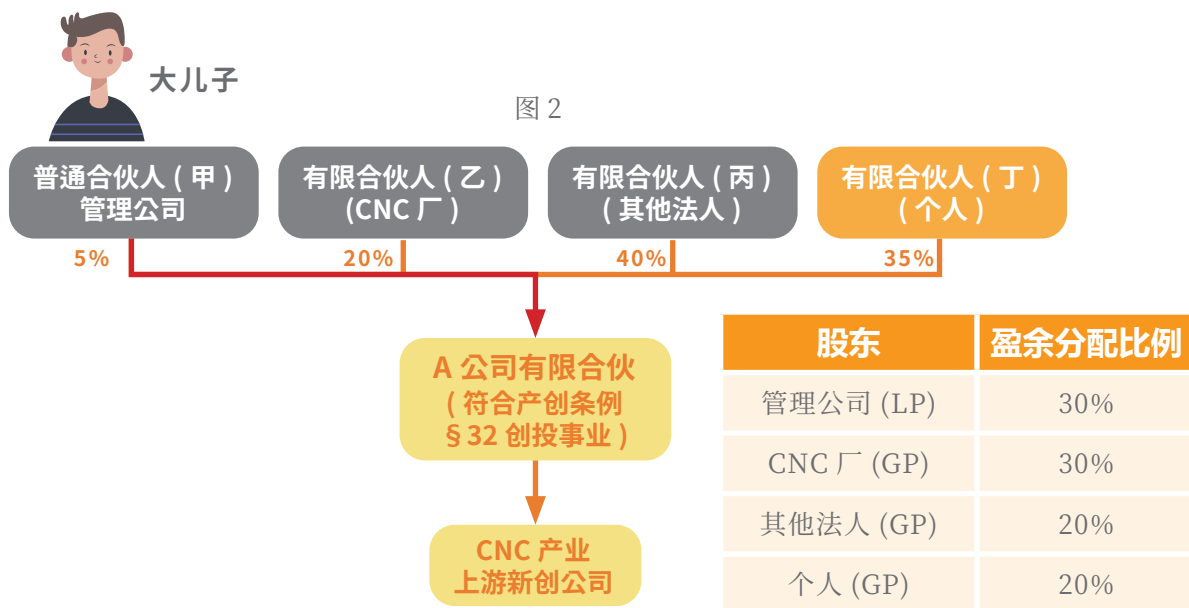 大儿子
图 2
普通合伙人 ( 甲 )
管理公司
有限合伙人 ( 乙 )
(CNC 厂 )
有限合伙人 ( 丙 )
( 其他法人 )
有限合伙人 ( 丁 )
( 个人 )
5%
20%
40%
35%
A 公司有限合伙
( 符合产创条例
§ 32 创投事业 )
CNC 产业
上游新创公司
股东 盈余分配比例
管理公司 (LP) 30%
CNC 厂 (GP) 30%
其他法人 (GP) 20%
个人 (GP) 20%